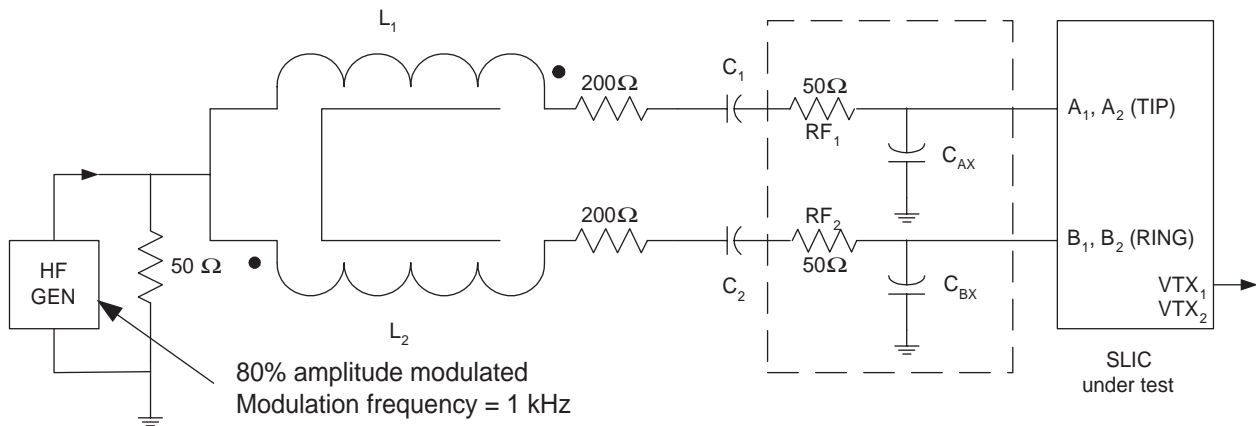 L1
200Ω
C1
50Ω
RF1
A1, A2 (TIP)
CAX
HF
GEN
50 Ω
200Ω
C2
RF2
50Ω
B1, B2 (RING)
CBX
VTX1
VTX2
L2
80% amplitude modulated
Modulation frequency = 1 kHz
SLIC
under test